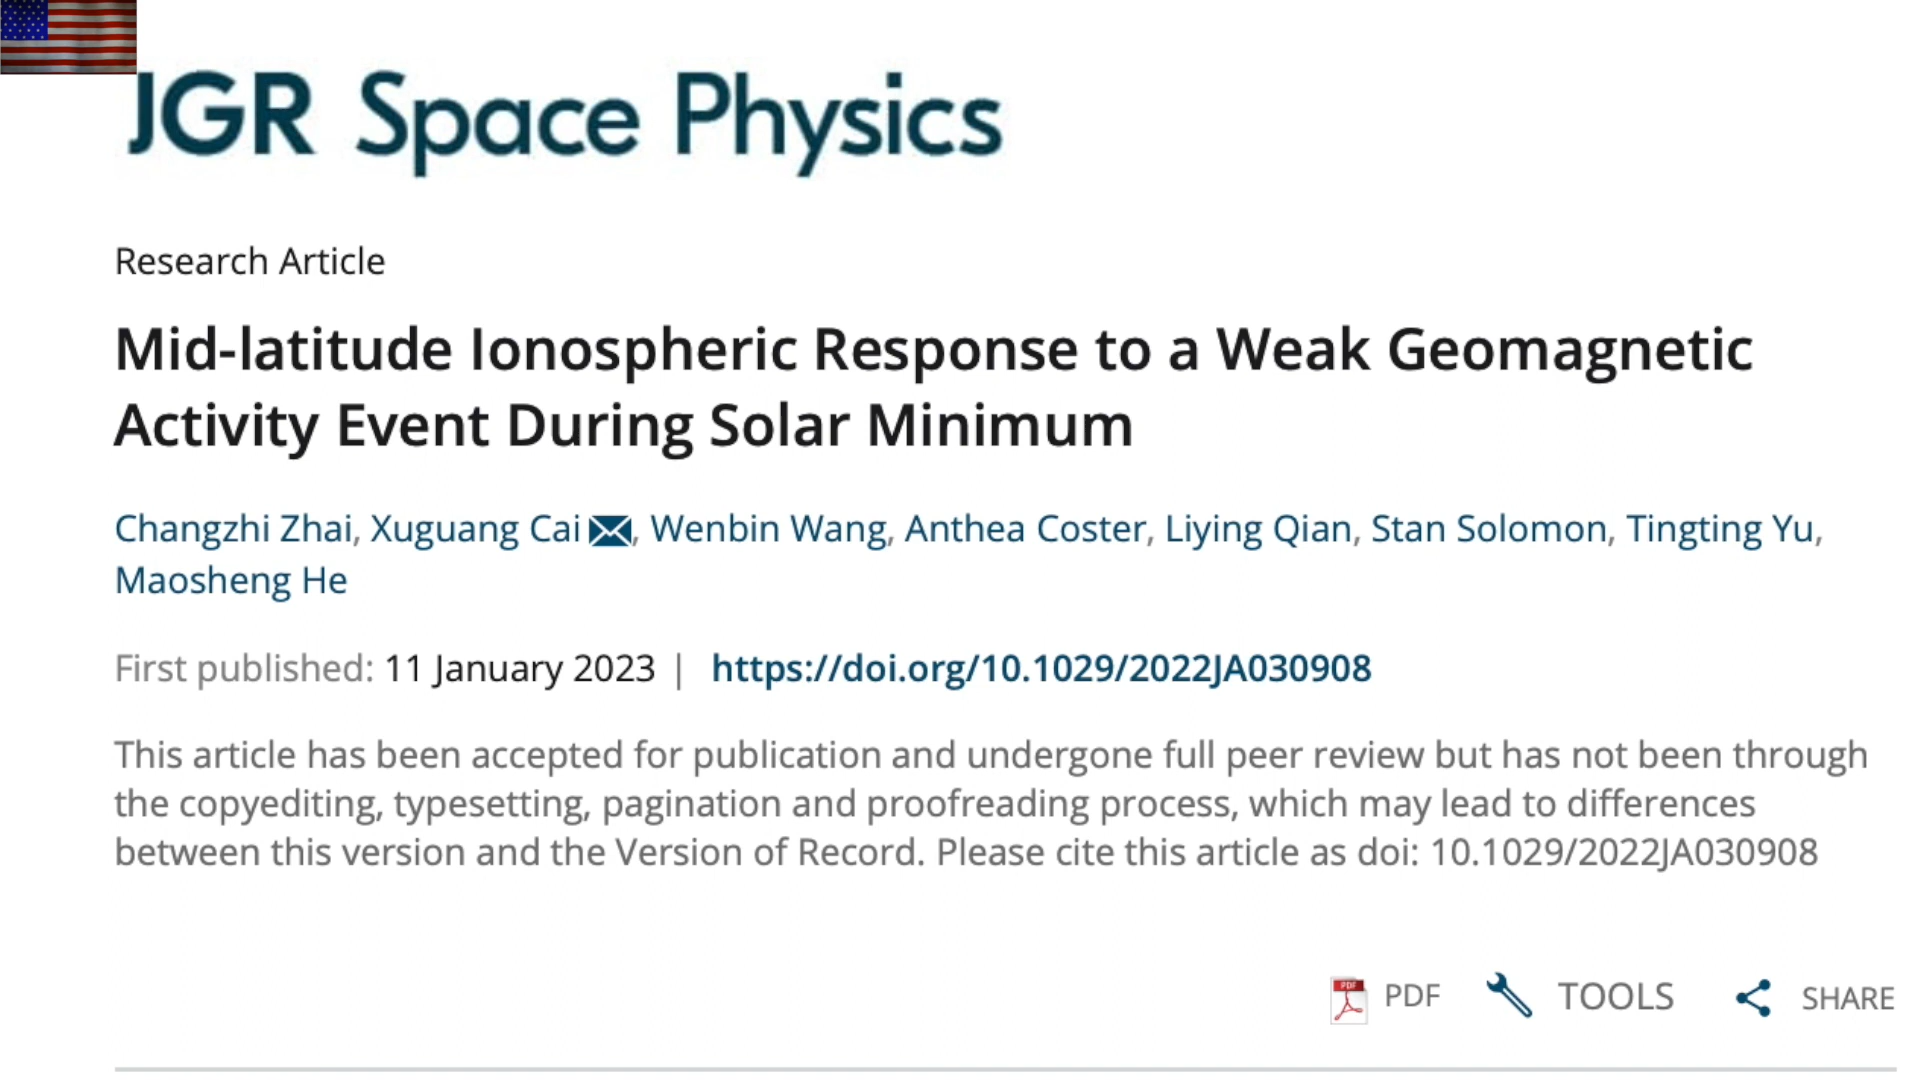 JGR Space Physics
Research Article
Mid-latitude Ionospheric Response to a Weak Geomagnetic
Activity Event During Solar Minimum
Changzhi Zhai, Xuguang Cai, Wenbin Wang, Anthea Coster, Liying Qian, Stan Solomon, Tingting Yu,
Maosheng He
First published: 11 January 2023 | https://doi.org/10.1029/2022JA030908
This article has been accepted for publication and undergone full peer review but has not been through
the copyediting, typesetting, pagination and proofreading process, which may lead to differences
between this version and the Version of Record. Please cite this article as doi: 10.1029/2022JA030908
PDF PDF TOOLS SHARE